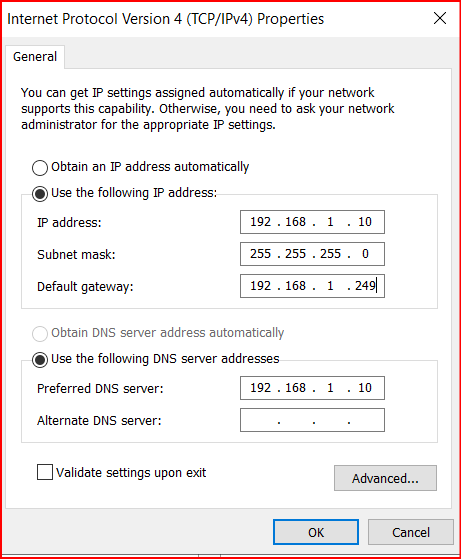 Internet Protocol Version 4 (TCP/IPv4) Properties
General
You can get IP settings assigned automatically if your network
supports this capability. Otherwise, you need to ask your network
administrator for the appropriate IP settings.
Obtain an IP address automatically
Use the following IP address:
IP address: 192 . 168 . 1 . 10
Subnet mask: 255 . 255 . 255 . 0
Default gateway: 192 . 168 . 1 . 249
Obtain DNS server address automatically
Use the following DNS server addresses
Preferred DNS server: 192 . 168 . 1 . 10
Alternate DNS server: . . .
Validate settings upon exit
Advanced...
OK Cancel